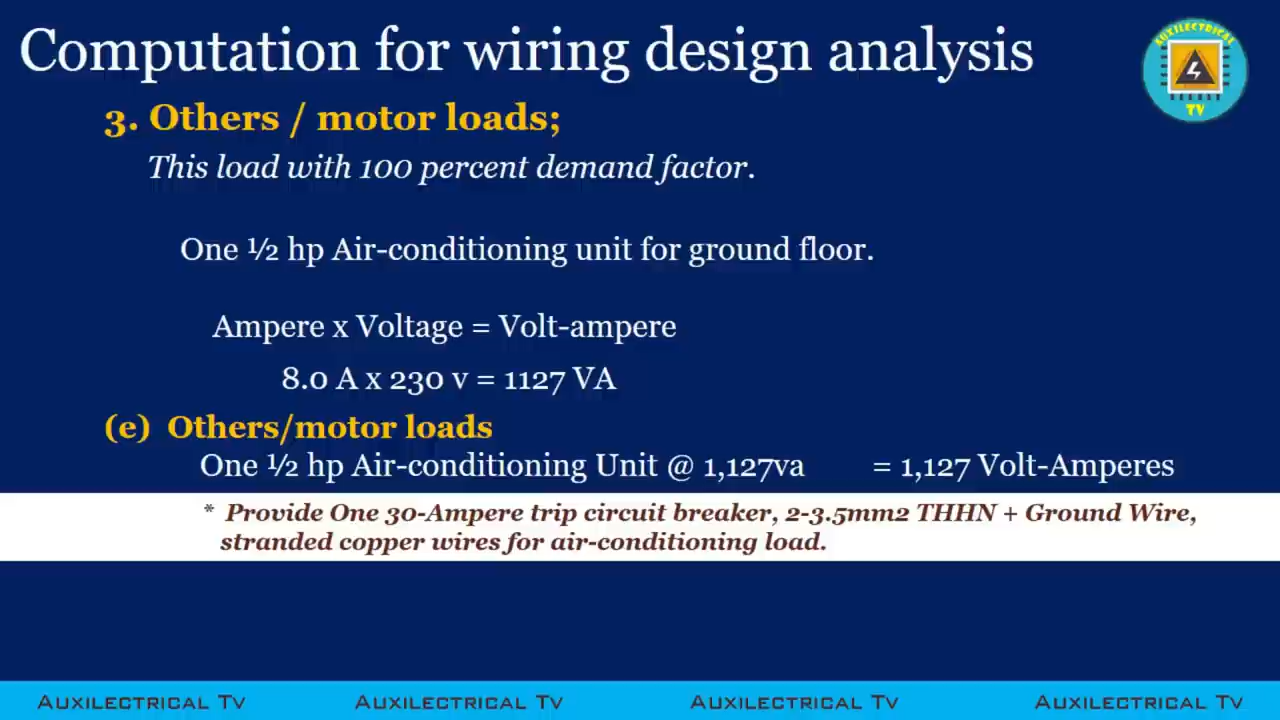 Computation for wiring design analysis
AUXILECTRICAL
TV
3. Others / motor loads;
This load with 100 percent demand factor.
One ½ hp Air-conditioning unit for ground floor.
Ampere x Voltage = Volt-ampere
8.0 A x 230 v = 1127 VA
(e) Others/motor loads
One ½ hp Air-conditioning Unit @ 1,127va = 1,127 Volt-Amperes
* Provide One 30-Ampere trip circuit breaker, 2-3.5mm2 THHN + Ground Wire,
stranded copper wires for air-conditioning load.
Auxilectrical Tv Auxilectrical Tv Auxilectrical Tv Auxilectrical Tv